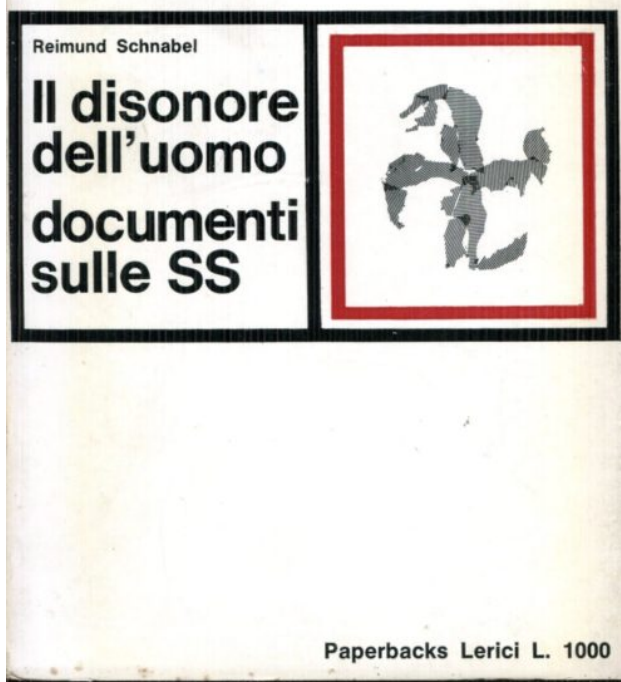 Reimund Schnabel
Il disonore
dell'uomo
documenti
sulle SS
Paperbacks Lerici L. 1000